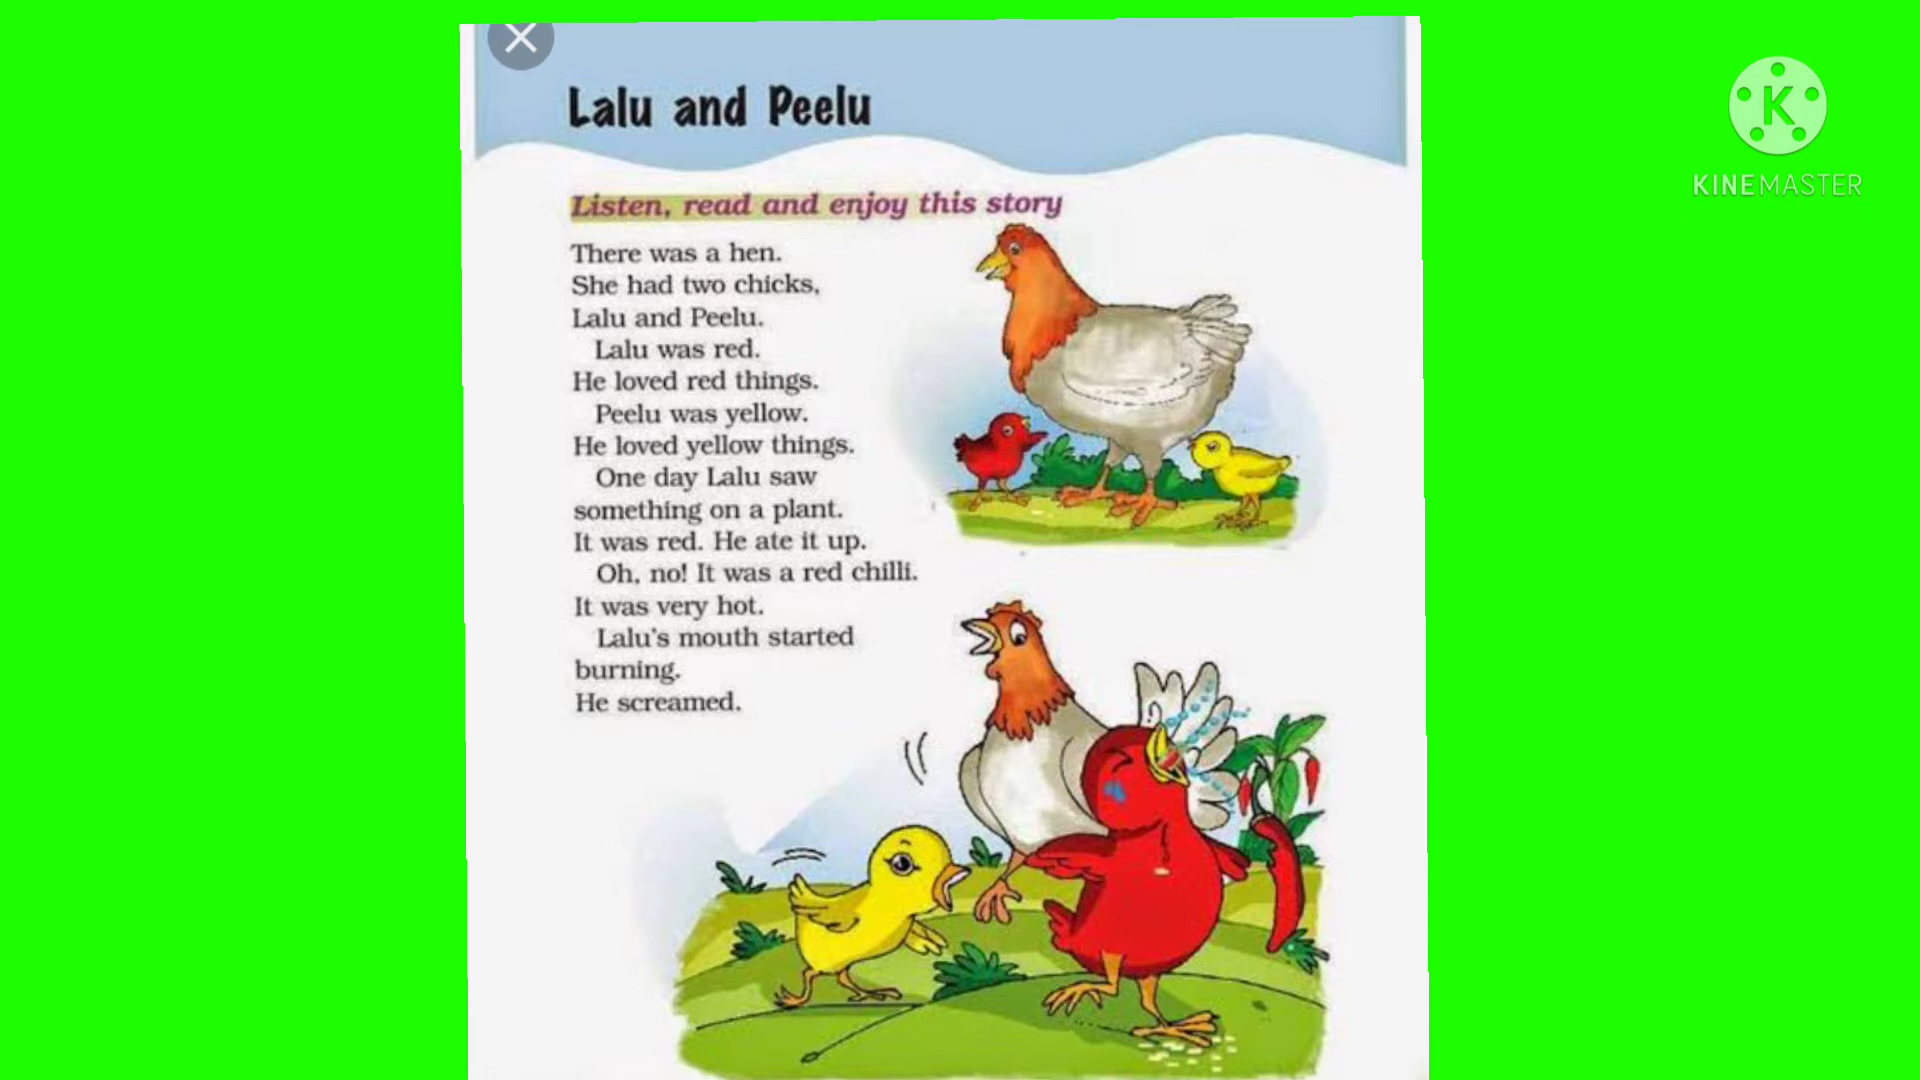 Lalu and Peelu
Listen, read and enjoy this story
There was a hen.
She had two chicks,
Lalu and Peelu.
Lalu was red.
He loved red things.
Peelu was yellow.
He loved yellow things.
One day Lalu saw
something on a plant.
It was red. He ate it up.
Oh, no! It was a red chilli.
It was very hot.
Lalu's mouth started
burning.
He screamed.
K
KINEMASTER